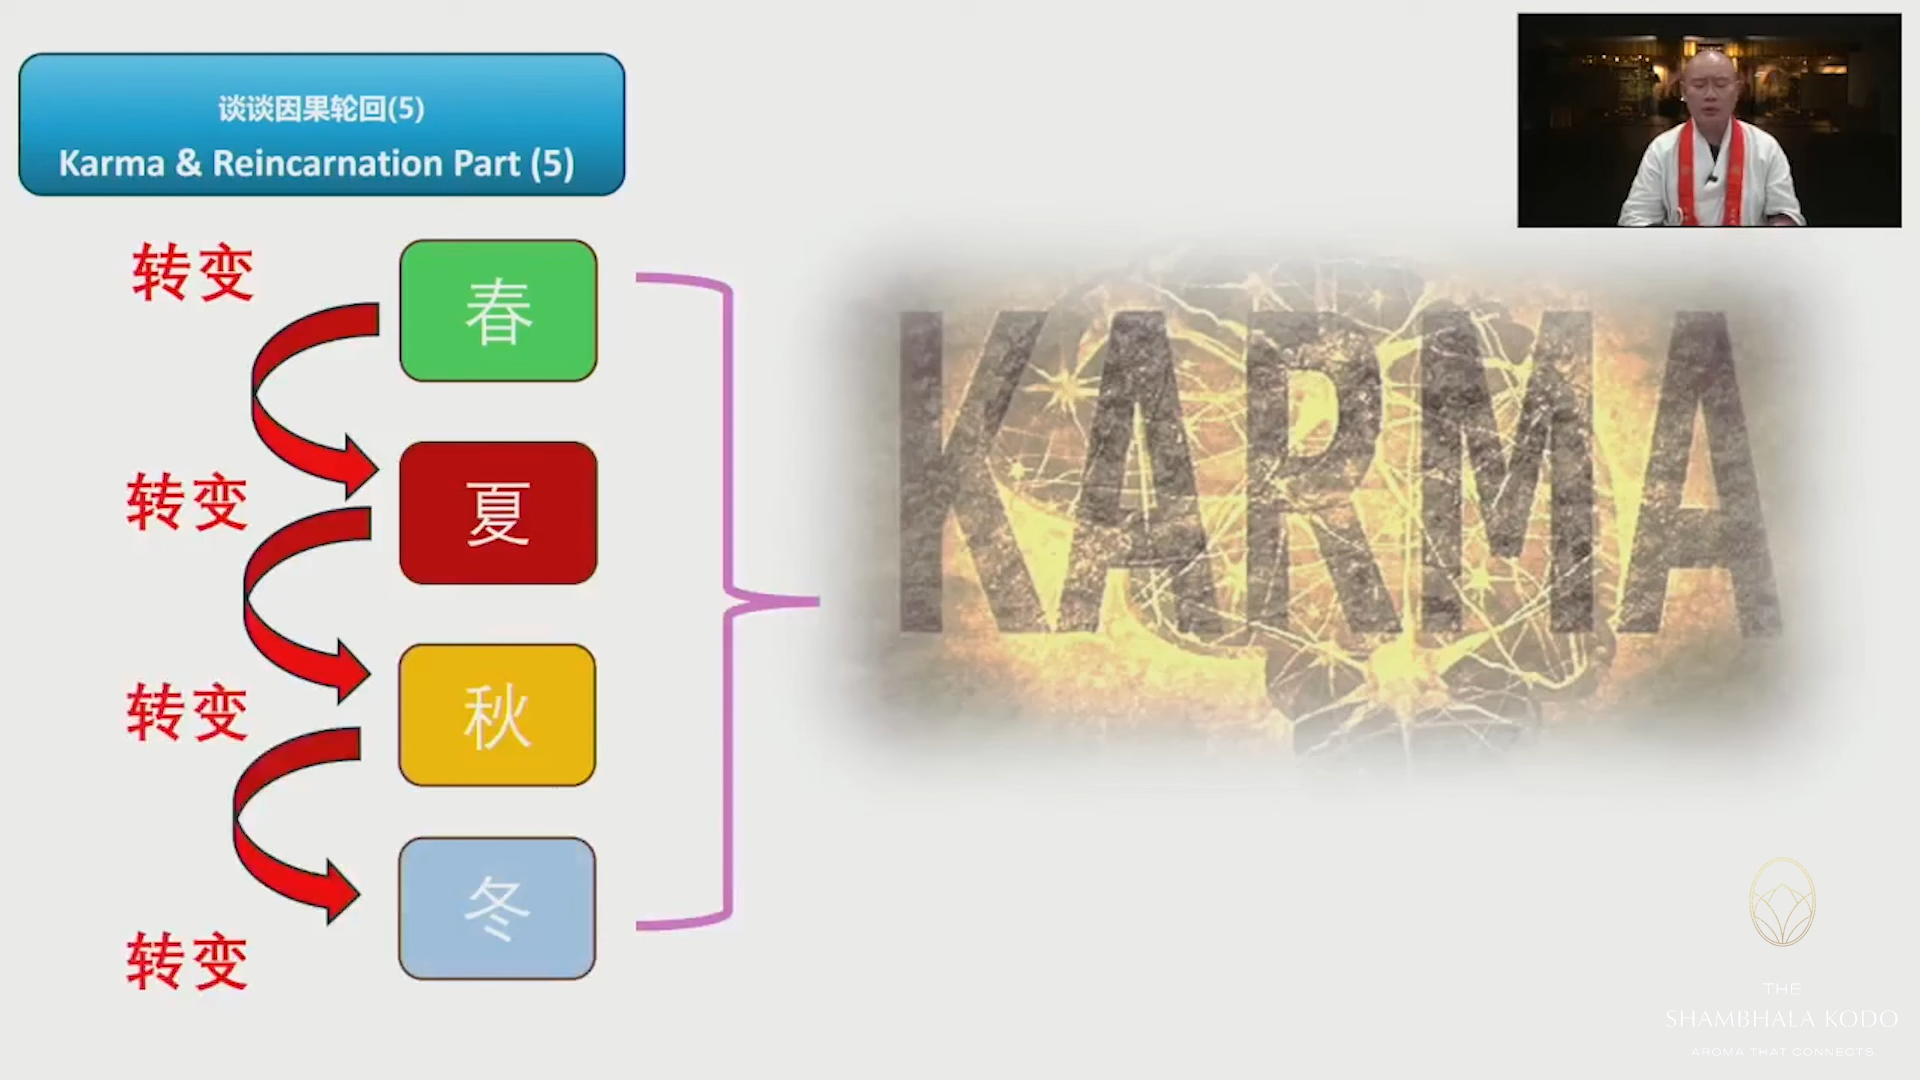 谈谈因果轮回(5)
Karma & Reincarnation Part (5)
转变
春
转变
夏
转变
秋
转变
冬
KARMA
THE
SHAMBHALA KODO
AROMA THAT CONNECTS